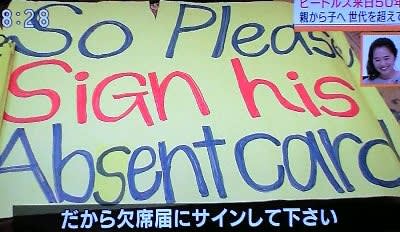 8:28
ビートルズ来日50年
親から子へ 世代を超えて
So Please
Sign his
Absent card
だから欠席届にサインして下さい